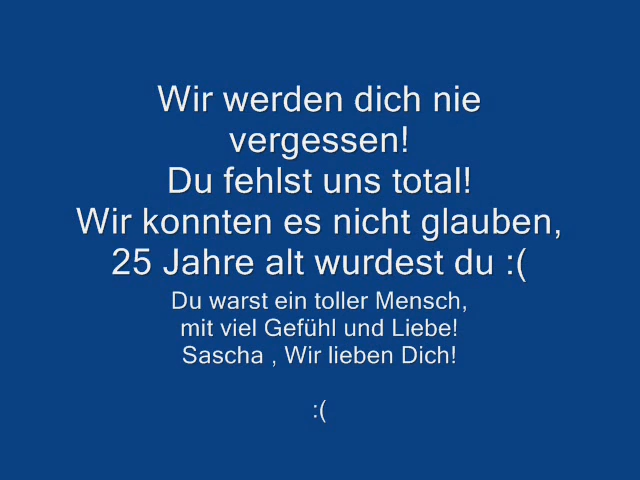 Wir werden dich nie
vergessen!
Du fehlst uns total!
Wir konnten es nicht glauben,
25 Jahre alt wurdest du :(
Du warst ein toller Mensch,
mit viel Gefühl und Liebe!
Sascha , Wir lieben Dich!
:(